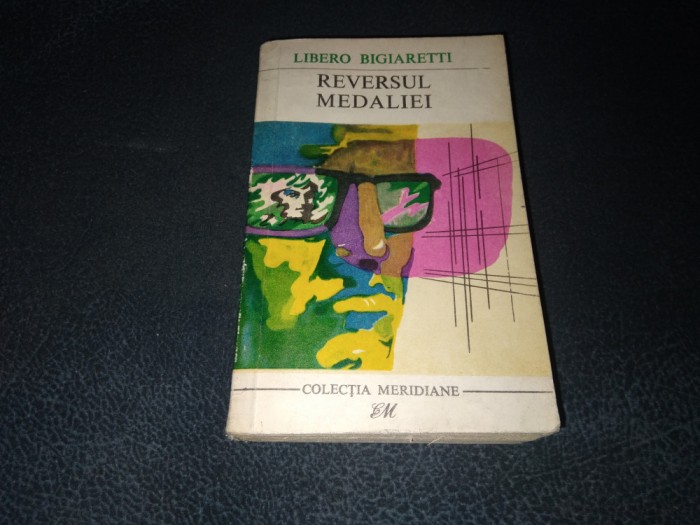 LIBERO BIGIARETTI
REVERSUL
MEDALIEI
COLECȚIA MERIDIANE
CM